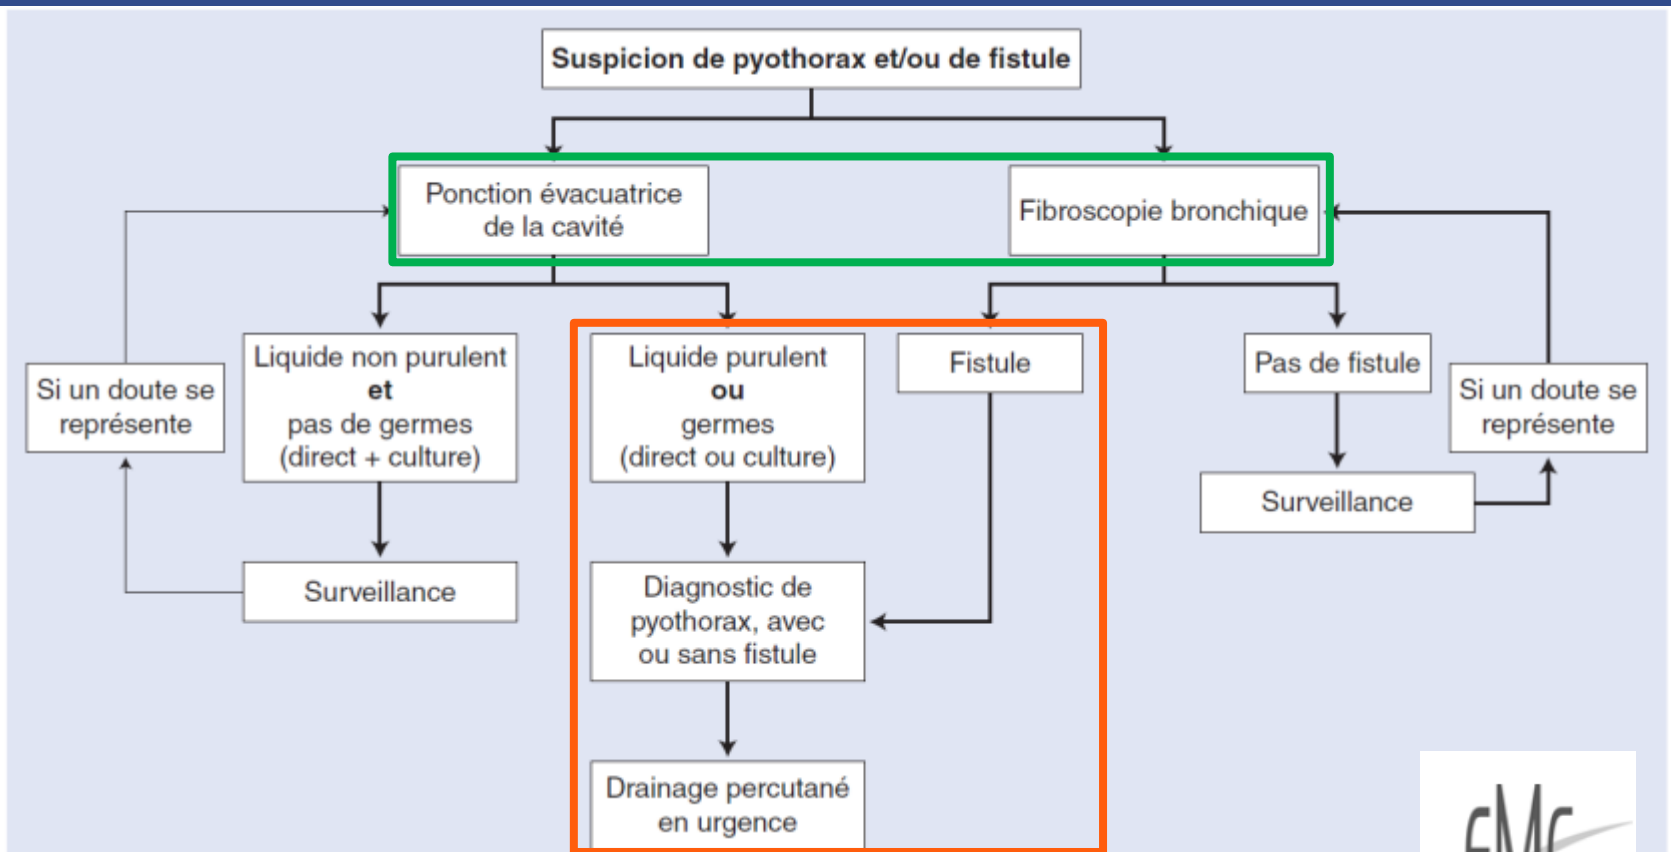 Suspicion de pyothorax et/ou de fistule
Ponction évacuatrice
de la cavité
Fibroscopie bronchique
Si un doute se
représente
Liquide non purulent
et
pas de germes
(direct + culture)
Liquide purulent
ou
germes
(direct ou culture)
Fistule
Pas de fistule
Si un doute se
représente
Surveillance
Surveillance
Diagnostic de
pyothorax, avec
ou sans fistule
Drainage percutané
en urgence
EMC